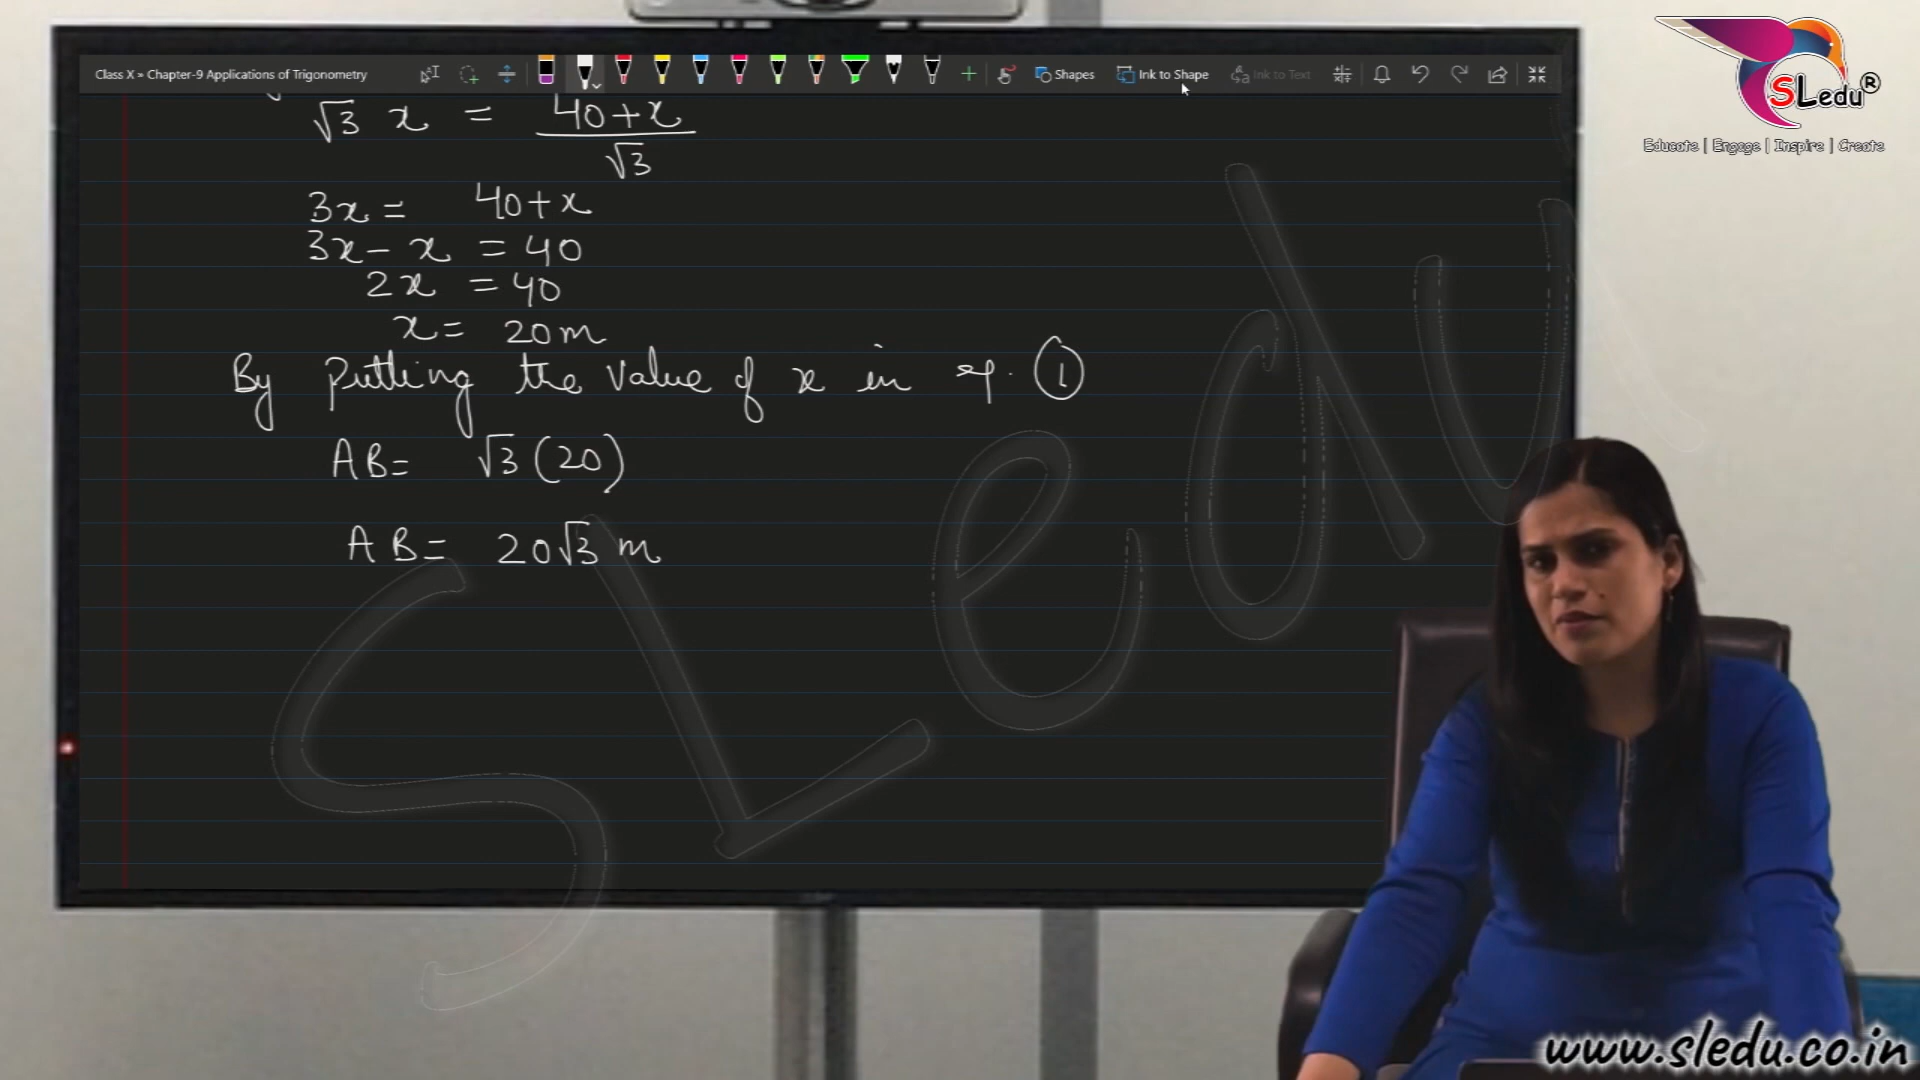 Class X » Chapter-9 Applications of Trigonometry
Shapes
Ink to Shape
Ink to Text
SLedu®
Educate | Engage | Inspire | Create
√3 x = 40+x
√3
3x = 40+x
3x - x = 40
2x = 40
x = 20m
By putting the value of x in eq. ①
AB = √3 (20)
AB = 20√3 m
SLedu
www.sledu.co.in